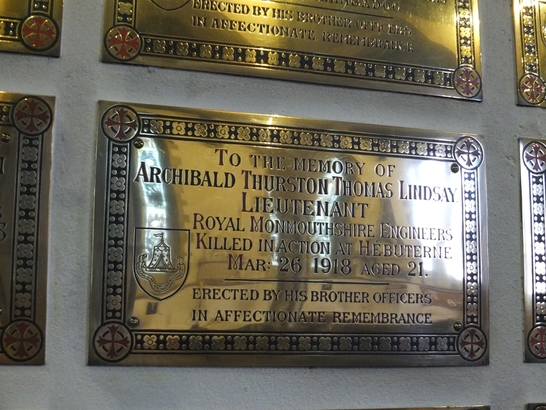 ERECTED BY HIS BROTHER OFFICERS
IN AFFECTIONATE REMEMBRANCE
TO THE MEMORY OF
ARCHIBALD THURSTON THOMAS LINDSAY
LIEUTENANT
ROYAL MONMOUTHSHIRE ENGINEERS
KILLED IN ACTION AT HÉBUTERNE
MAR. 26 1918 AGED 21.
ERECTED BY HIS BROTHER OFFICERS
IN AFFECTIONATE REMEMBRANCE